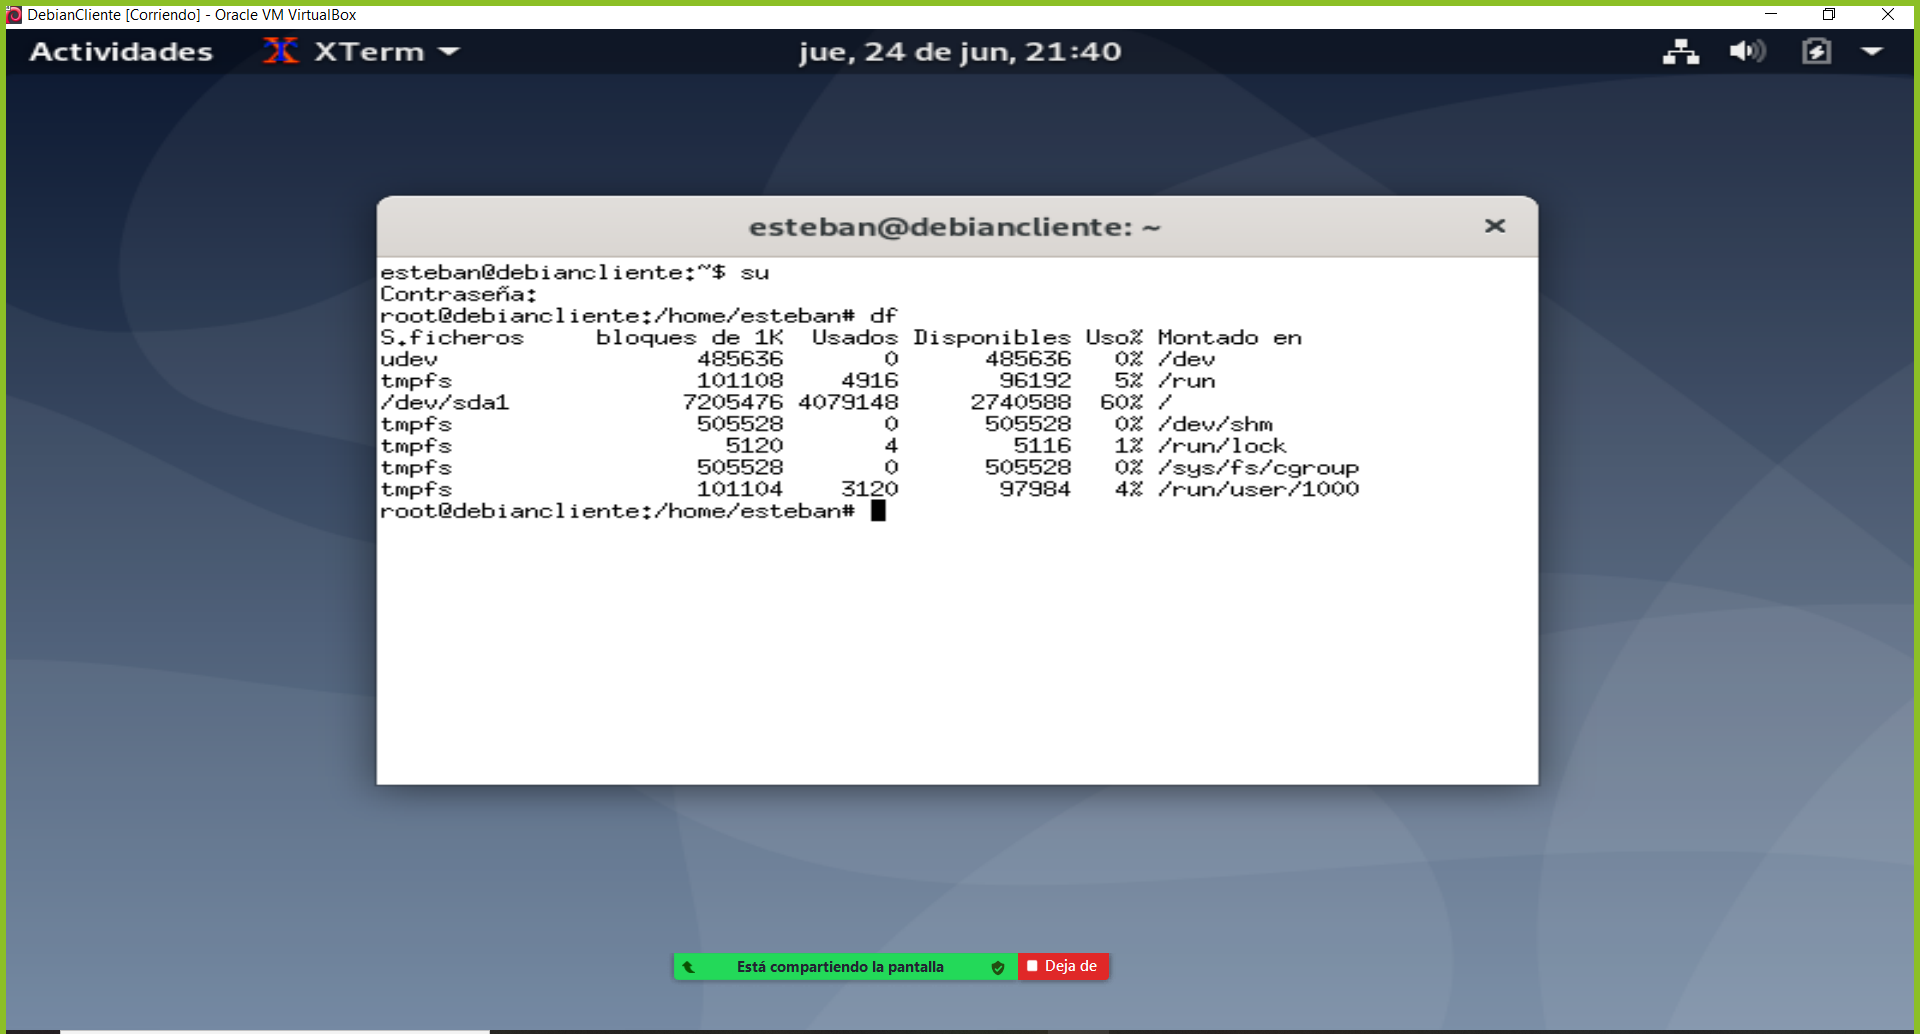 DebianCliente [Corriendo] - Oracle VM VirtualBox
Actividades XTerm jue, 24 de jun, 21:40
esteban@debiancliente: ~
esteban@debiancliente:~$ su
Contraseña:
root@debiancliente:/home/esteban# df
S.ficheros bloques de 1K Usados Disponibles Uso% Montado en
udev 485636 0 485636 0% /dev
tmpfs 101108 4916 96192 5% /run
/dev/sda1 7205476 4079148 2740588 60% /
tmpfs 505528 0 505528 0% /dev/shm
tmpfs 5120 4 5116 1% /run/lock
tmpfs 505528 0 505528 0% /sys/fs/cgroup
tmpfs 101104 3120 97984 4% /run/user/1000
root@debiancliente:/home/esteban#
Está compartiendo la pantalla Deja de